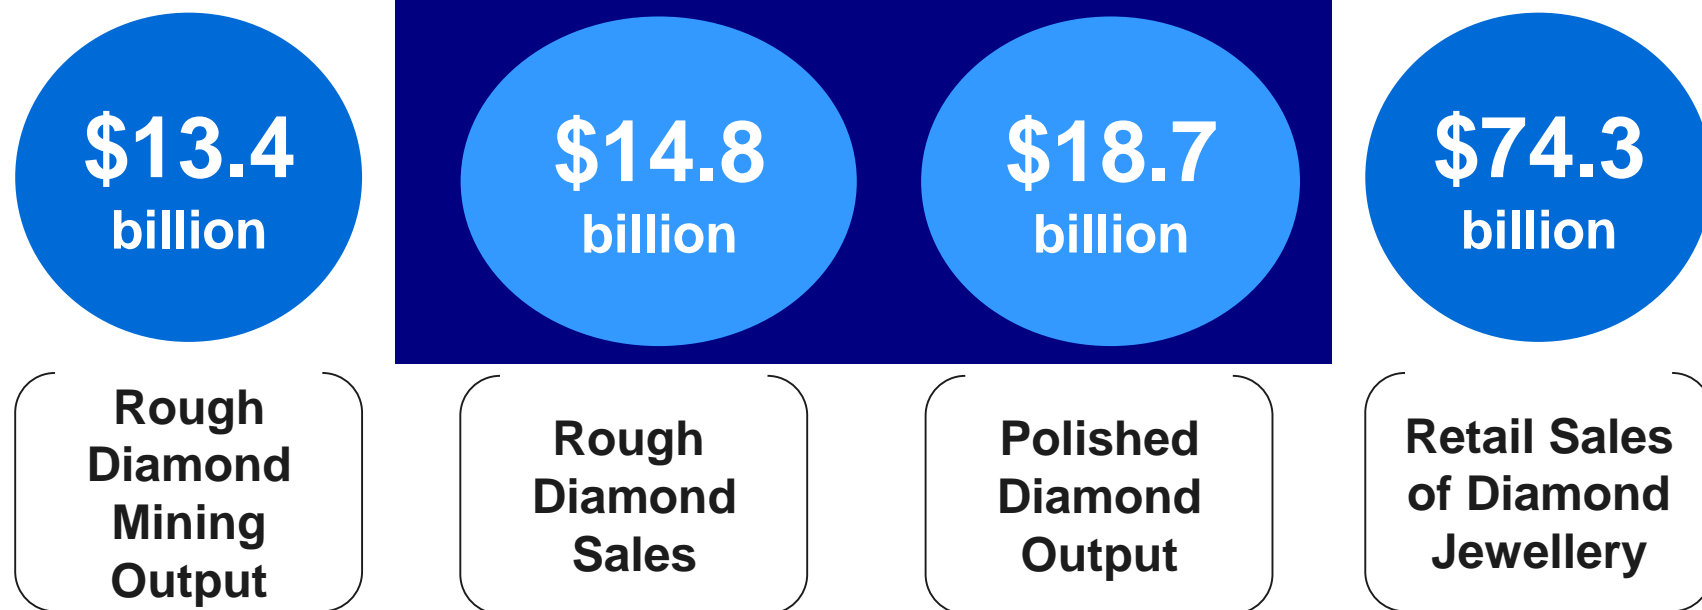 $13.4
billion
$14.8
billion
$18.7
billion
$74.3
billion
Rough
Diamond
Mining
Output
Rough
Diamond
Sales
Polished
Diamond
Output
Retail Sales
of Diamond
Jewellery